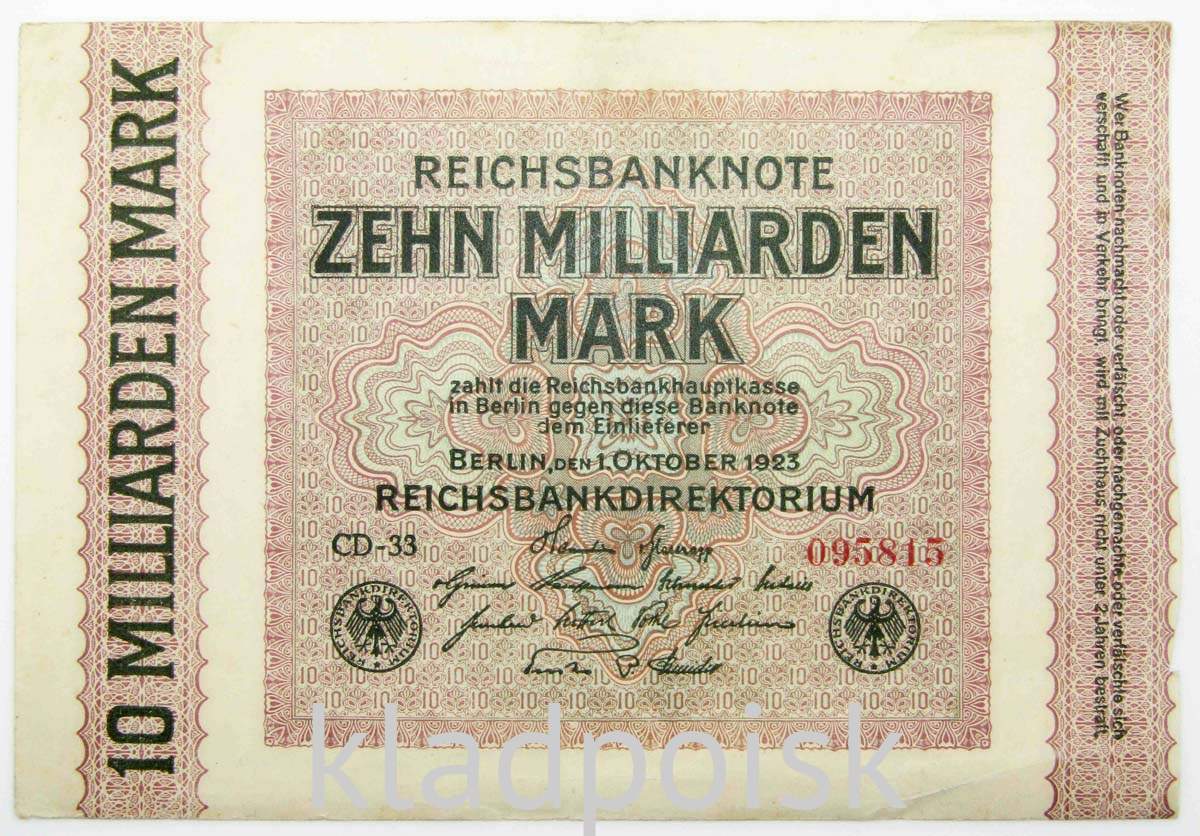 10 MILLIARDEN MARK
REICHSBANKNOTE
ZEHN MILLIARDEN
MARK
zahlt die Reichsbankhauptkasse
in Berlin gegen diese Banknote
dem Einlieferer
BERLIN, DEN 1. OKTOBER 1923
REICHSBANKDIREKTORIUM
CD-33
095815
REICHSBANKDIREKTORIUM
REICHSBANKDIREKTORIUM
Wer Banknoten nachmacht oder verfälscht oder nachgemachte oder verfälschte sich
verschafft und in Verkehr bringt, wird mit Zuchthaus nicht unter 2 Jahren bestraft.
kladpoisk